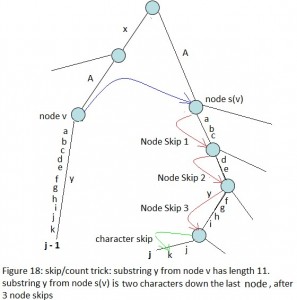 x
A
A
node v
node s(v)
a
b
c
d
e
f
g
h
i
j
k
y
j - 1
a
b
c
Node Skip 1
d
e
Node Skip 2
y
f
g
h
Node Skip 3
i
character skip
k
j
j
Figure 18: skip/count trick: substring y from node v has length 11.
substring y from node s(v) is two characters down the last node , after
3 node skips